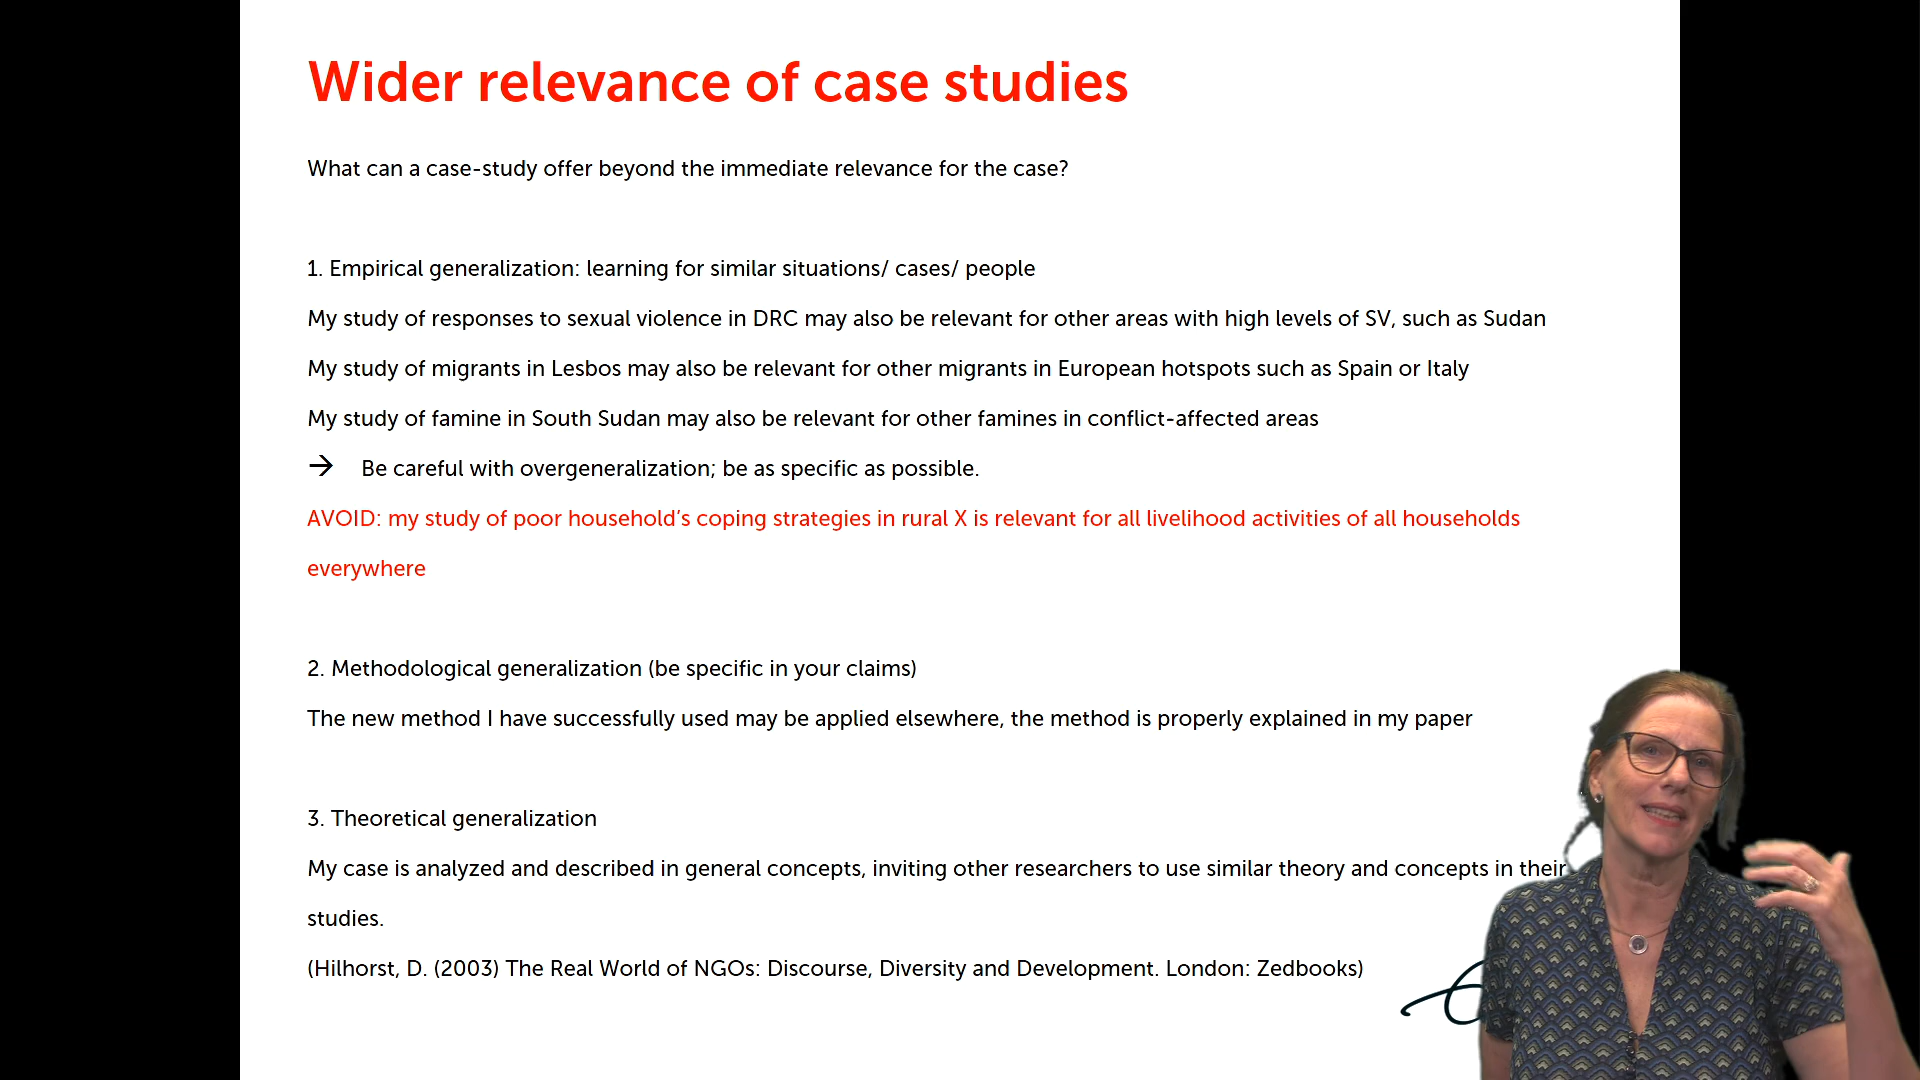 Wider relevance of case studies
What can a case-study offer beyond the immediate relevance for the case?
1. Empirical generalization: learning for similar situations/ cases/ people
My study of responses to sexual violence in DRC may also be relevant for other areas with high levels of SV, such as Sudan
My study of migrants in Lesbos may also be relevant for other migrants in European hotspots such as Spain or Italy
My study of famine in South Sudan may also be relevant for other famines in conflict-affected areas
→ Be careful with overgeneralization; be as specific as possible.
AVOID: my study of poor household’s coping strategies in rural X is relevant for all livelihood activities of all households
everywhere
2. Methodological generalization (be specific in your claims)
The new method I have successfully used may be applied elsewhere, the method is properly explained in my paper
3. Theoretical generalization
My case is analyzed and described in general concepts, inviting other researchers to use similar theory and concepts in their
studies.
(Hilhorst, D. (2003) The Real World of NGOs: Discourse, Diversity and Development. London: Zedbooks)